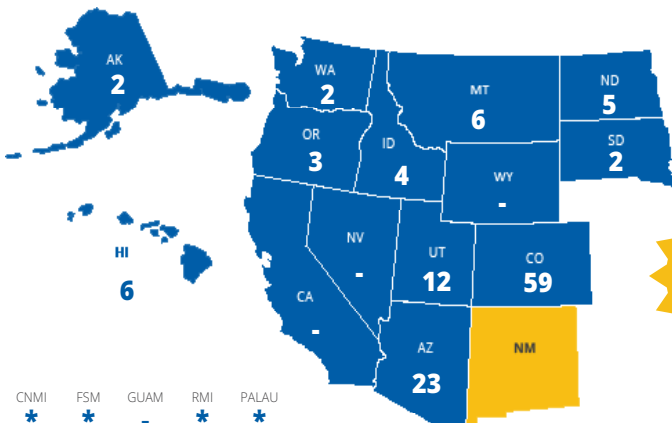 AK
2
WA
2
MT
6
ND
5
OR
3
ID
4
SD
2
WY
-
HI
6
NV
-
UT
12
CO
59
CA
-
AZ
23
NM
CNMI FSM GUAM RMI PALAU
* * - * *